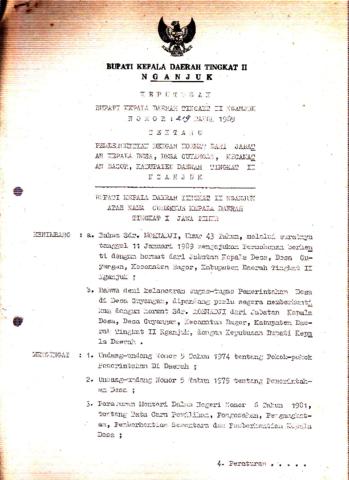 BUPATI KEPALA DAERAH TINGKAT II
NGANJUK
KEPUTUSAN
BUPATI KEPALA DAERAH TINGKAT II NGANJUK
NOMOR : 219 TAHUN 1989
TENTANG
PEMBERHENTIAN DENGAN HORMAT DARI JABAT
AN KEPALA DESA, DESA GUYANGAN, KECAMAT
AN BAGOR, KABUPATEN DAERAH TINGKAT II
NGANJUK
BUPATI KEPALA DAERAH TINGKAT II NGANJUK
ATAS NAMA GUBERNUR KEPALA DAERAH
TINGKAT I JAWA TIMUR
MENIMBANG : a. Bahwa Sdr. Umur 43 Tahun, melalui suratnya
tanggal 11 Januari 1989 mengajukan Permohonan berhen
ti dengan hormat dari Jabatan Kepala Desa, Desa Gu-
yangan, Kecamatan Bagor, Kabupaten Daerah Tingkat II
Nganjuk ;
b. Bahwa demi kelancaran tugas-tugas Pemerintahan Desa
di Desa Guyangan, dipandang perlu segera memberhenti
kan dengan hormat Sdr. dari Jabatan Kepala
Desa, Desa Guyangan, Kecamatan Bagor, Kabupaten Dae-
rah Tingkat II Nganjuk, dengan Keputusan Bupati Kepa
la Daerah .
MENGINGAT : 1. Undang-undang Nomor 5 Tahun 1974 tentang Pokok-pokok
Pemerintahan Di Daerah ;
2. Undang-undang Nomor 5 Tahun 1979 tentang Pemerintah-
an Desa ;
3. Peraturan Menteri Dalam Negeri Nomor 6 Tahun 1981,
tentang Tata Cara Pemilihan, Pengesahan, Pengangkat-
an, Pemberhentian Sementara dan Pemberhentian Kepala
Desa ;
4. Peraturan . . . . .